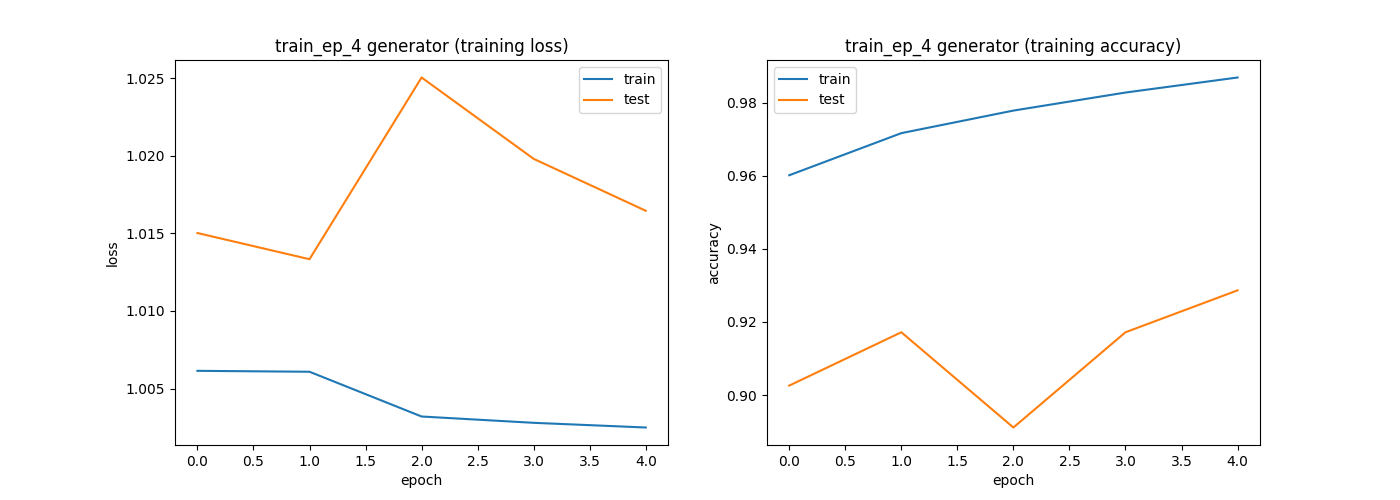 train_ep_4 generator (training loss)
1.025
1.020
1.015
1.010
1.005
loss
0.0 0.5 1.0 1.5 2.0 2.5 3.0 3.5 4.0
epoch
train
test
train_ep_4 generator (training accuracy)
train
test
0.98
0.96
0.94
0.92
0.90
accuracy
0.0 0.5 1.0 1.5 2.0 2.5 3.0 3.5 4.0
epoch